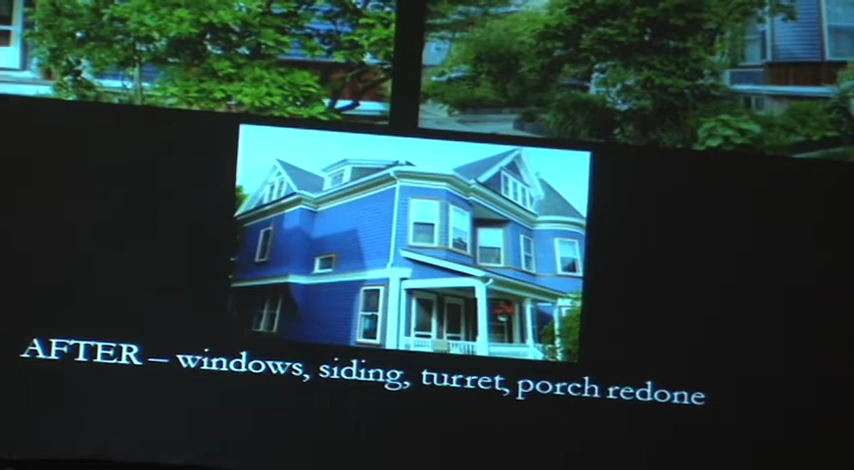 AFTER – windows, siding, turret, porch redone